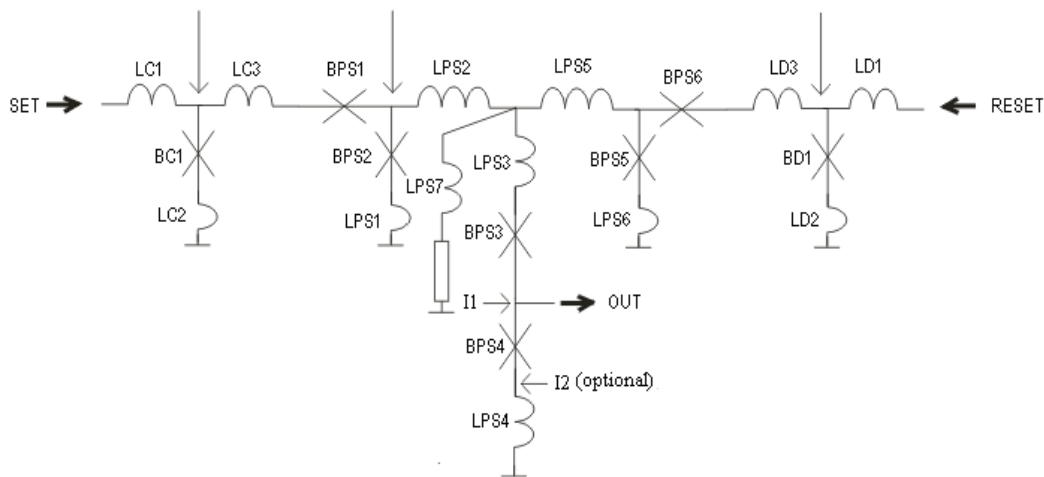 LC1
LC3
BPS1
LPS2
LPS5
BPS6
LD3
LD1
SET
RESET
BC1
BPS2
LPS7
LPS3
BPS5
BD1
LC2
LPS1
LPS6
LD2
BPS3
I1
OUT
BPS4
I2 (optional)
LPS4